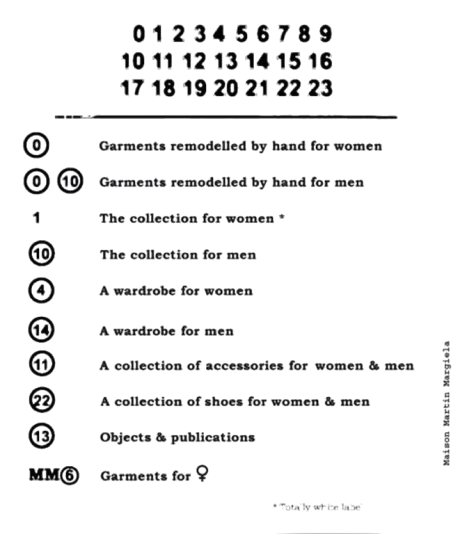 0 1 2 3 4 5 6 7 8 9
10 11 12 13 14 15 16
17 18 19 20 21 22 23
0 Garments remodelled by hand for women
0 10 Garments remodelled by hand for men
1 The collection for women *
10 The collection for men
4 A wardrobe for women
14 A wardrobe for men
11 A collection of accessories for women & men
22 A collection of shoes for women & men
13 Objects & publications
MM6 Garments for ♀
* Totally white label
Maison Martin Margiela